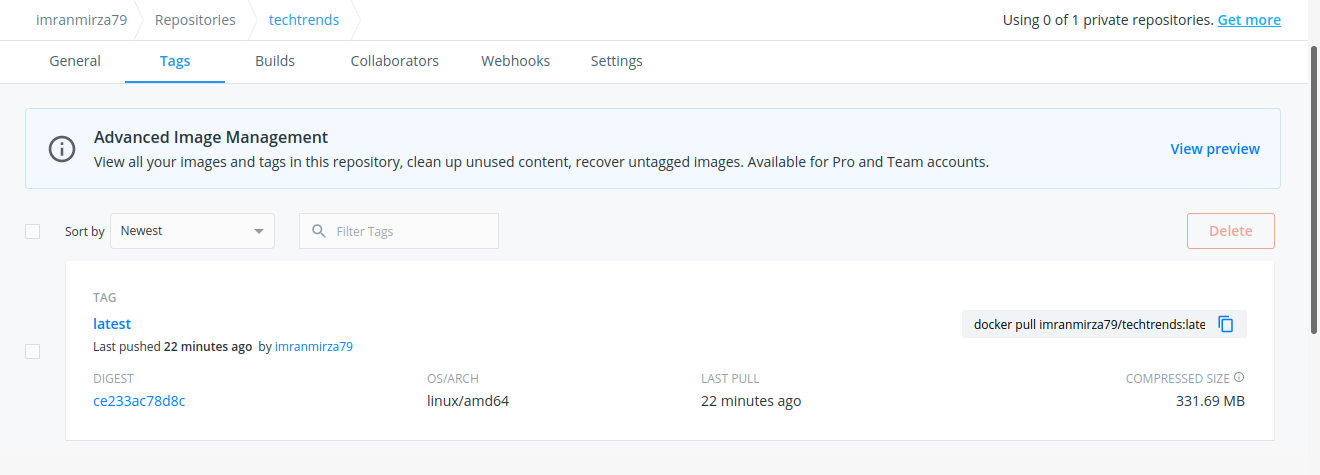 imranmirza79 Repositories techtrends Using 0 of 1 private repositories. Get more
General Tags Builds Collaborators Webhooks Settings
Advanced Image Management
View all your images and tags in this repository, clean up unused content, recover untagged images. Available for Pro and Team accounts.
View preview
Sort by Newest Filter Tags Delete
TAG
latest
docker pull imranmirza79/techtrends:late
Last pushed 22 minutes ago by imranmirza79
DIGEST OS/ARCH LAST PULL COMPRESSED SIZE
ce233ac78d8c linux/amd64 22 minutes ago 331.69 MB